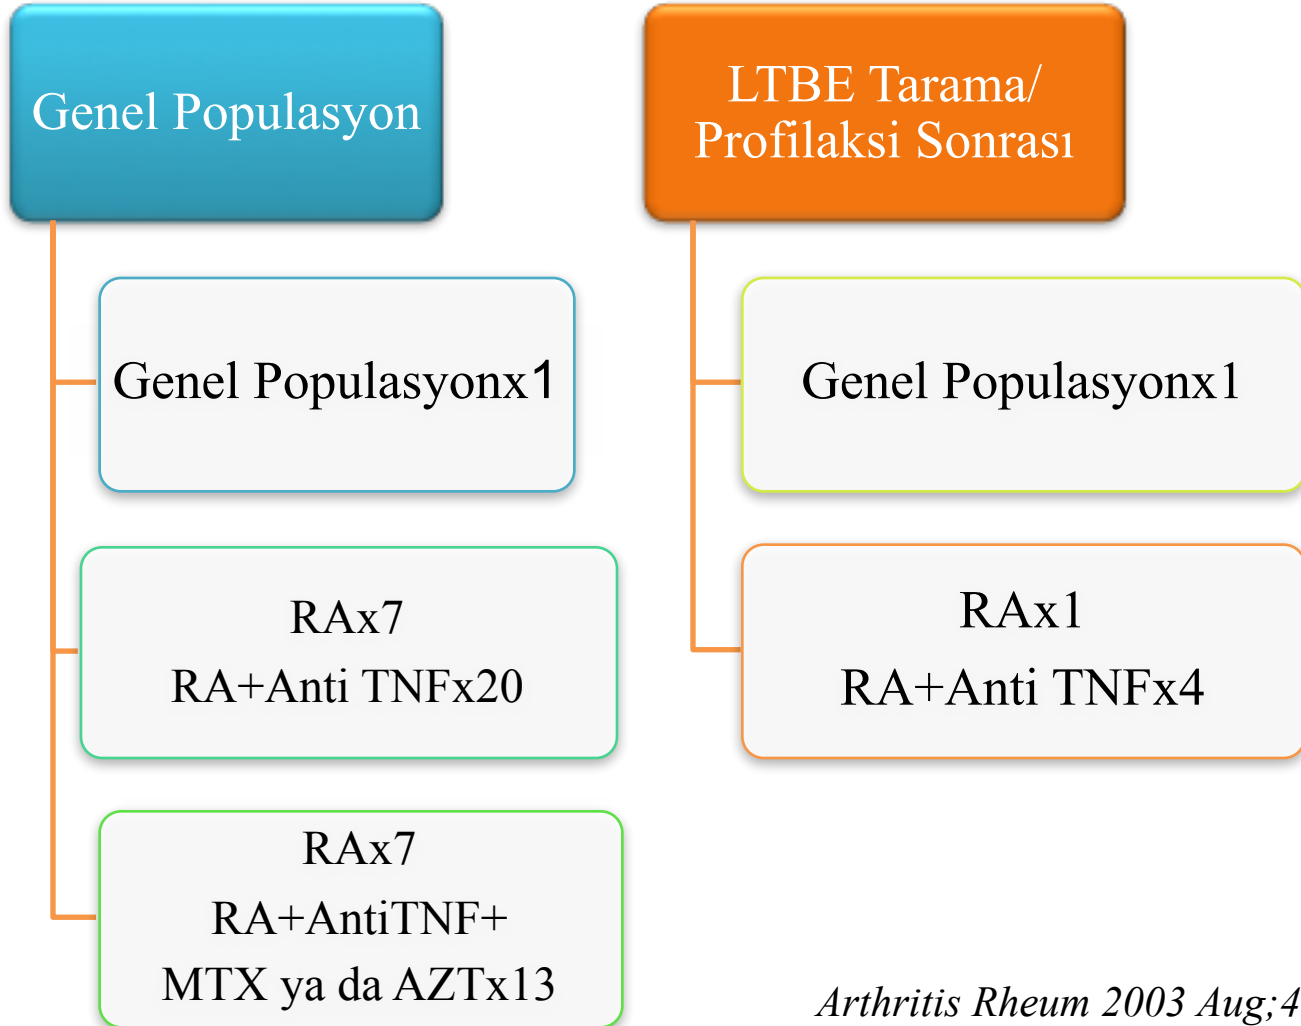 Genel Populasyon
Genel Populasyonx1
RAx7
RA+Anti TNFx20
RAx7
RA+AntiTNF+
MTX ya da AZTx13
LTBE Tarama/
Profilaksi Sonrası
Genel Populasyonx1
RAx1
RA+Anti TNFx4
Arthritis Rheum 2003 Aug;4